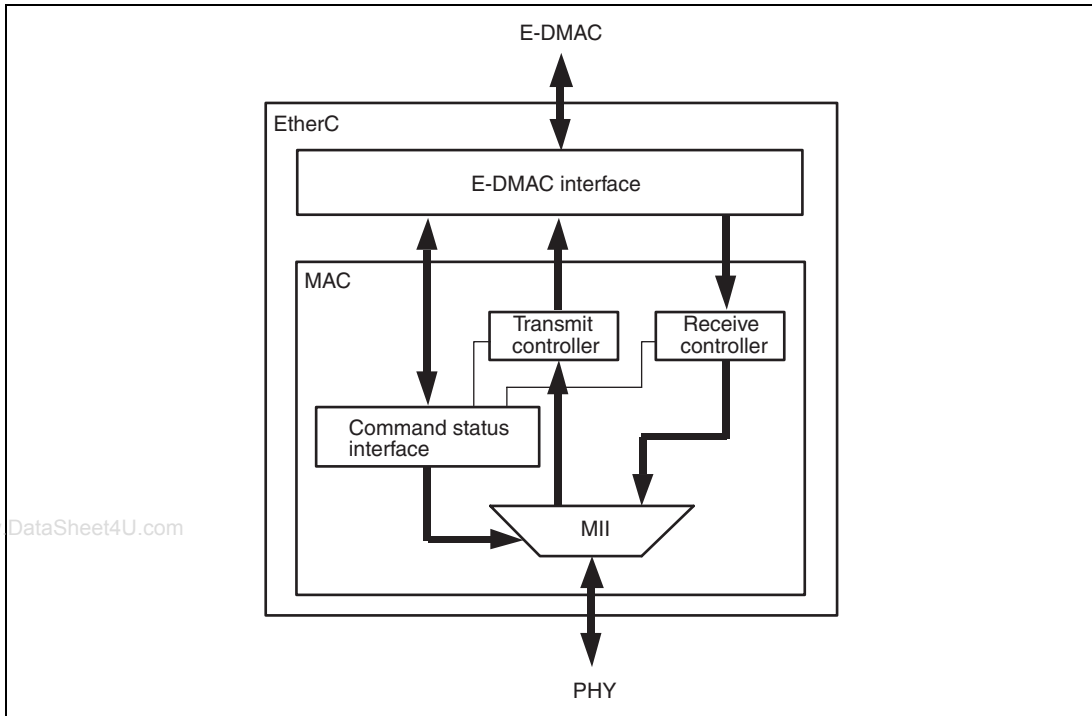 E-DMAC
EtherC
E-DMAC interface
MAC
Transmit
controller
Receive
controller
Command status
interface
MII
DataSheet4U.com
PHY